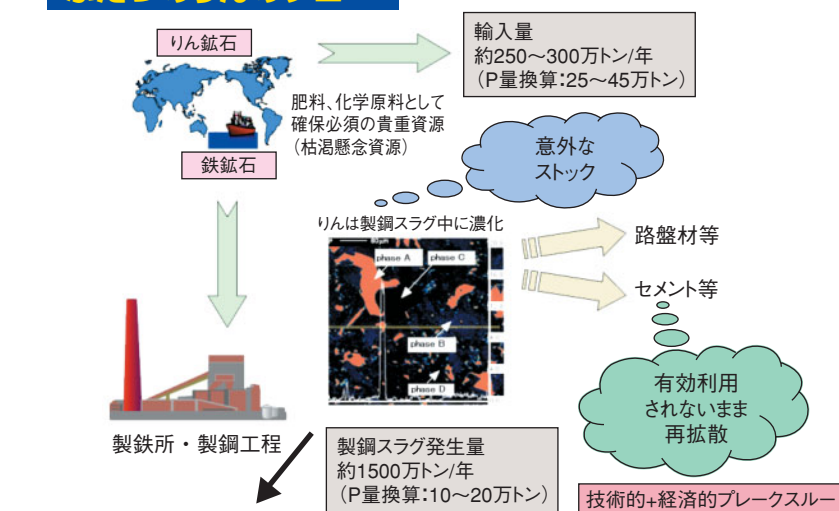 りん鉱石
輸入量
約250～300万トン/年
（P量換算：25～45万トン）
肥料、化学原料として
確保必須の貴重資源
（枯渇懸念資源）
鉄鉱石
意外な
ストック
りんは製鋼スラグ中に濃化
phase A
phase C
phase B
phase D
路盤材等
セメント等
有効利用
されないまま
再拡散
製鉄所・製鋼工程
製鋼スラグ発生量
約1500万トン/年
（P量換算：10～20万トン）
技術的+経済的ブレークスルー